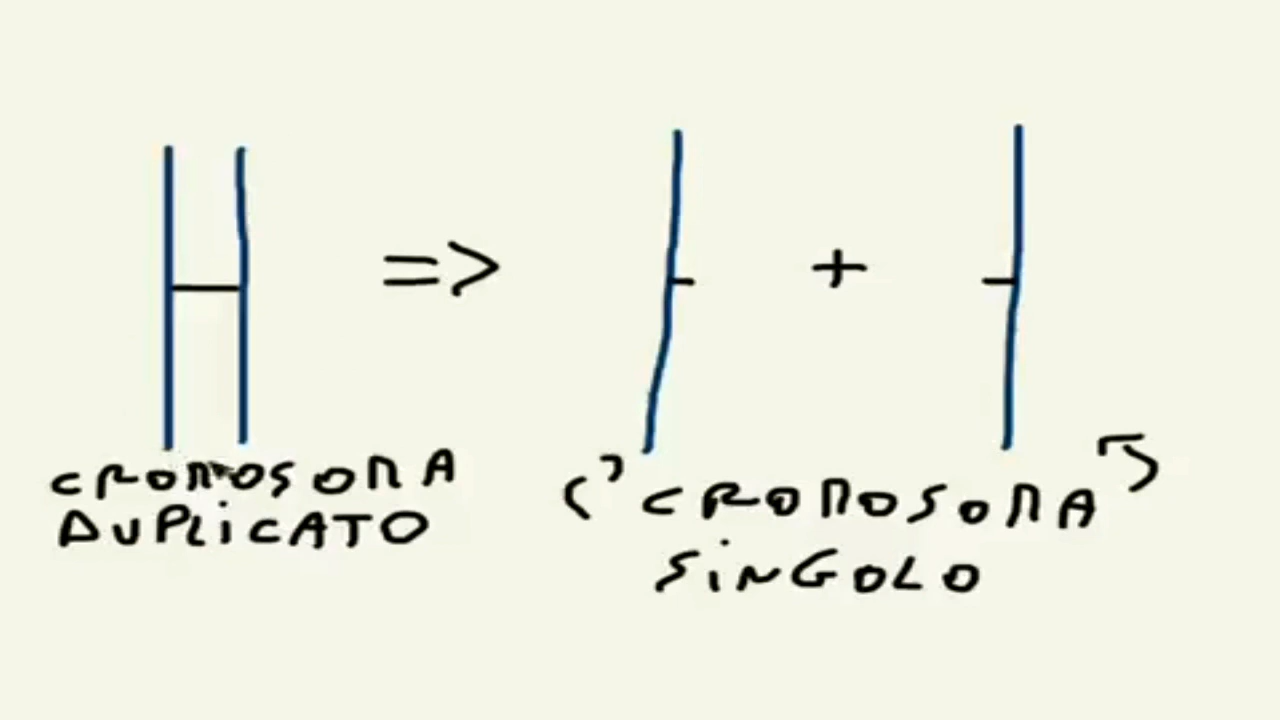 => +
CROMOSOMA
DUPLICATO
CROMOSOMA
SINGOLO